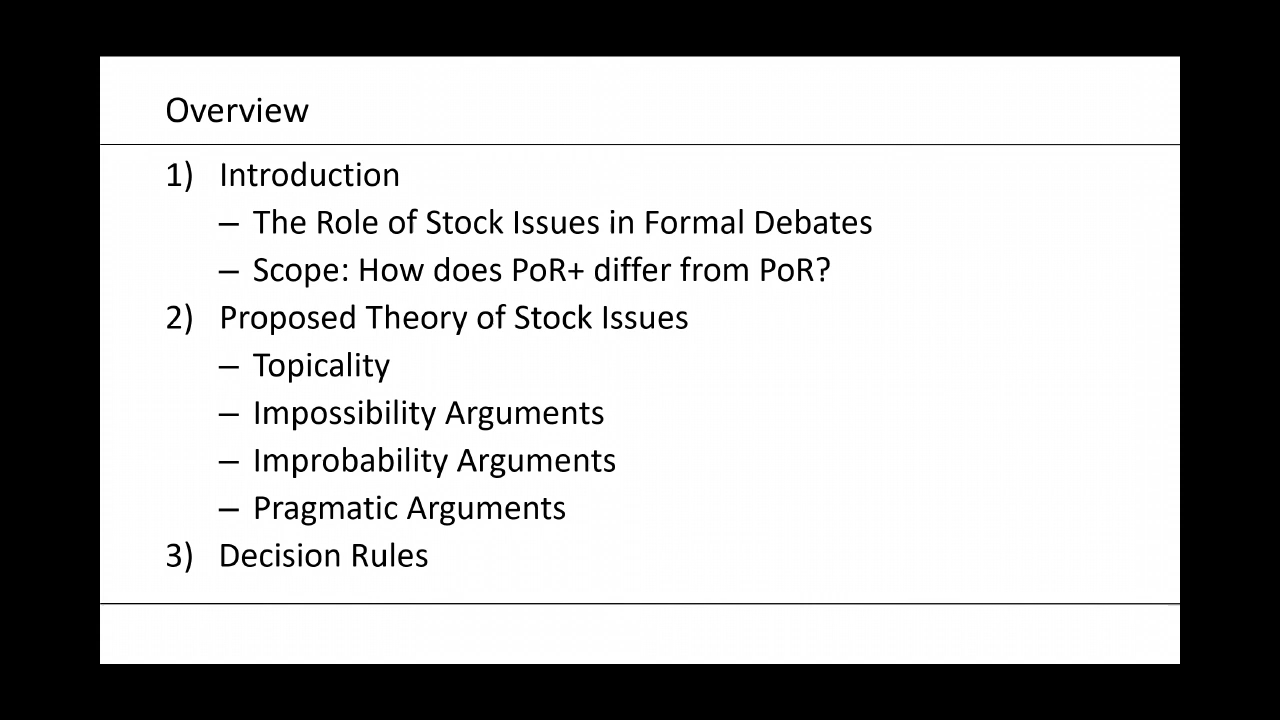 Overview
1) Introduction
– The Role of Stock Issues in Formal Debates
– Scope: How does PoR+ differ from PoR?
2) Proposed Theory of Stock Issues
– Topicality
– Impossibility Arguments
– Improbability Arguments
– Pragmatic Arguments
3) Decision Rules